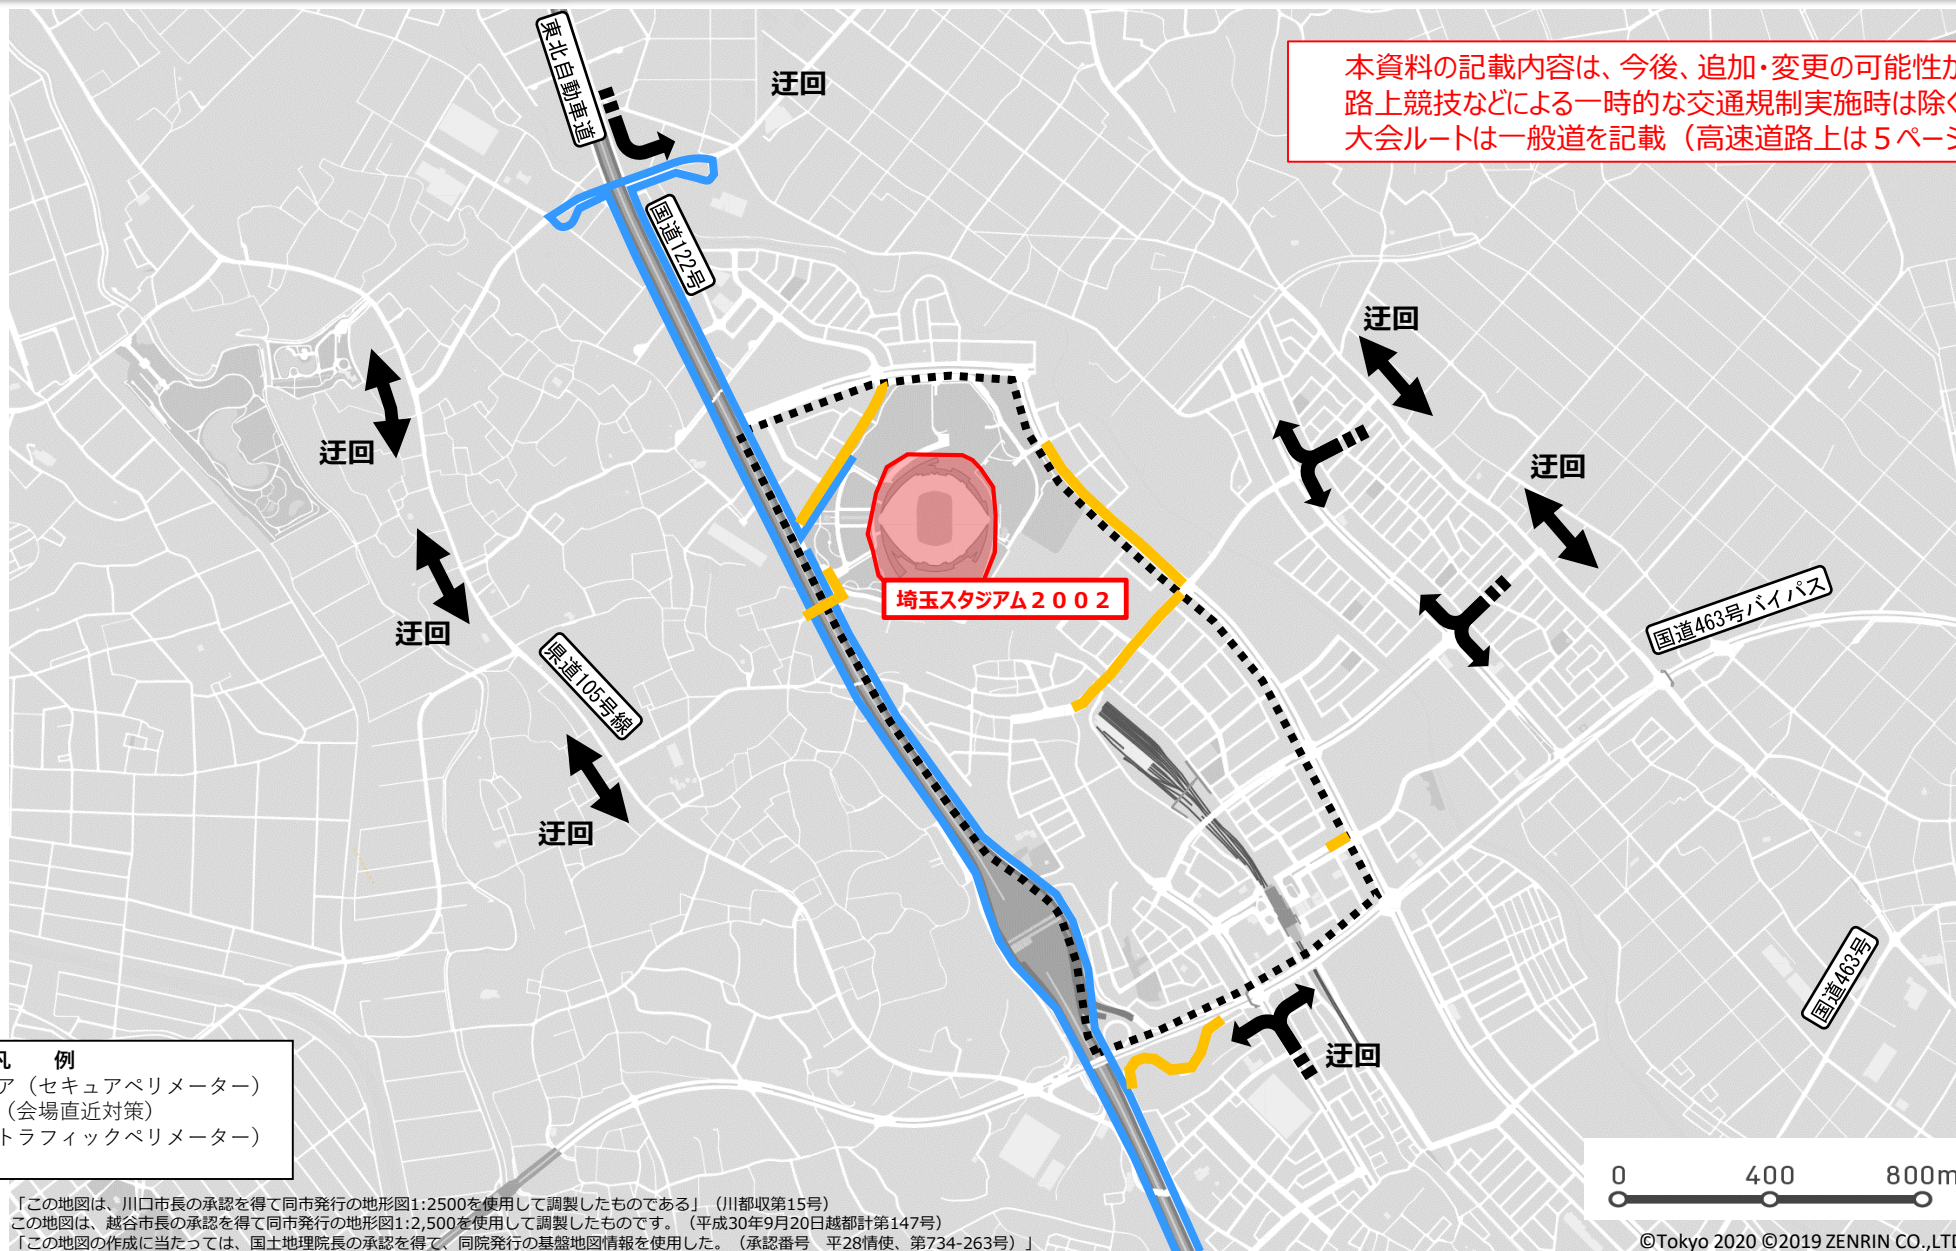 東北自動車道
迂回
本資料の記載内容は、今後、追加・変更の可能性が
路上競技などによる一時的な交通規制実施時は除く
大会ルートは一般道を記載（高速道路上は５ページ
国道122号
迂回
迂回
迂回
埼玉スタジアム２００２
国道463号バイパス
迂回
県道105号線
迂回
国道463号
迂回
凡　例
ア（セキュアペリメーター）
（会場直近対策）
トラフィックペリメーター）
0 400 800m
「この地図は、川口市長の承認を得て同市発行の地形図1:2500を使用して調製したものである」（川都収第15号）
この地図は、越谷市長の承認を得て同市発行の地形図1:2,500を使用して調製したものです。（平成30年9月20日越都計第147号）
「この地図の作成に当たっては、国土地理院長の承認を得て、同院発行の基盤地図情報を使用した。（承認番号　平28情使、第734-263号）」
©Tokyo 2020 ©2019 ZENRIN CO.,LTD